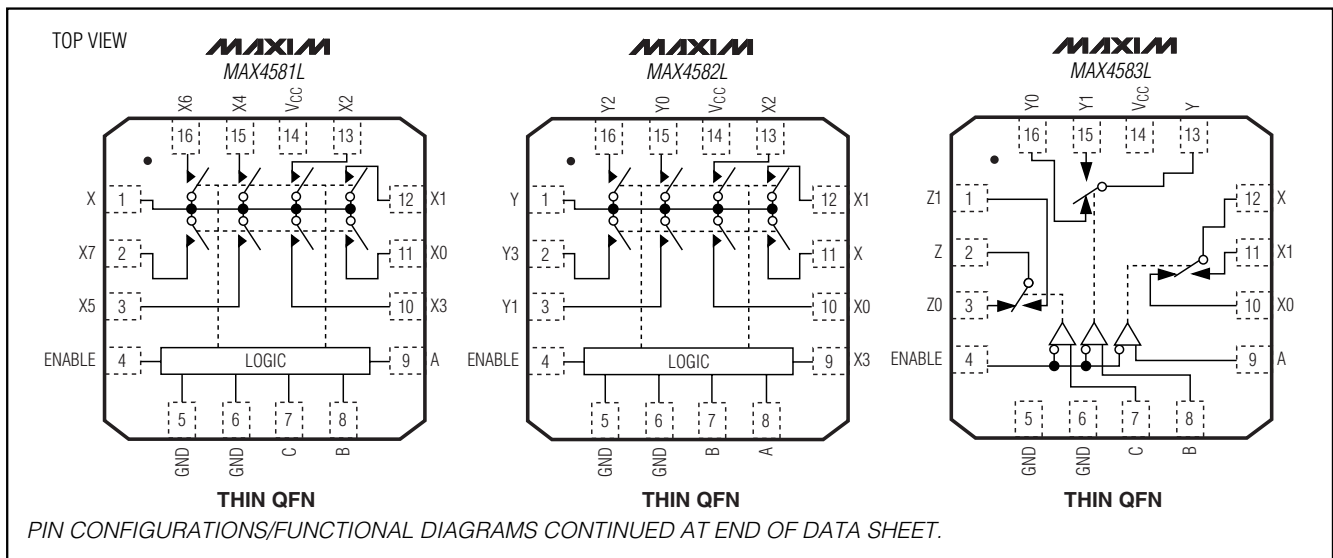 TOP VIEW
MAXIM
MAX4581L
X6 X4 VCC X2
16 15 14 13
X 1 12 X1
X7 2 11 X0
X5 3 10 X3
ENABLE 4 LOGIC 9 A
5 6 7 8
GND GND C B
THIN QFN
MAXIM
MAX4582L
Y2 Y0 VCC X2
16 15 14 13
Y 1 12 X1
Y3 2 11 X
Y1 3 10 X0
ENABLE 4 LOGIC 9 X3
5 6 7 8
GND GND B A
THIN QFN
MAXIM
MAX4583L
Y0 Y1 VCC Y
16 15 14 13
Z1 1 12 X
Z 2 11 X1
Z0 3 10 X0
ENABLE 4 9 A
5 6 7 8
GND GND C B
THIN QFN
PIN CONFIGURATIONS/FUNCTIONAL DIAGRAMS CONTINUED AT END OF DATA SHEET.